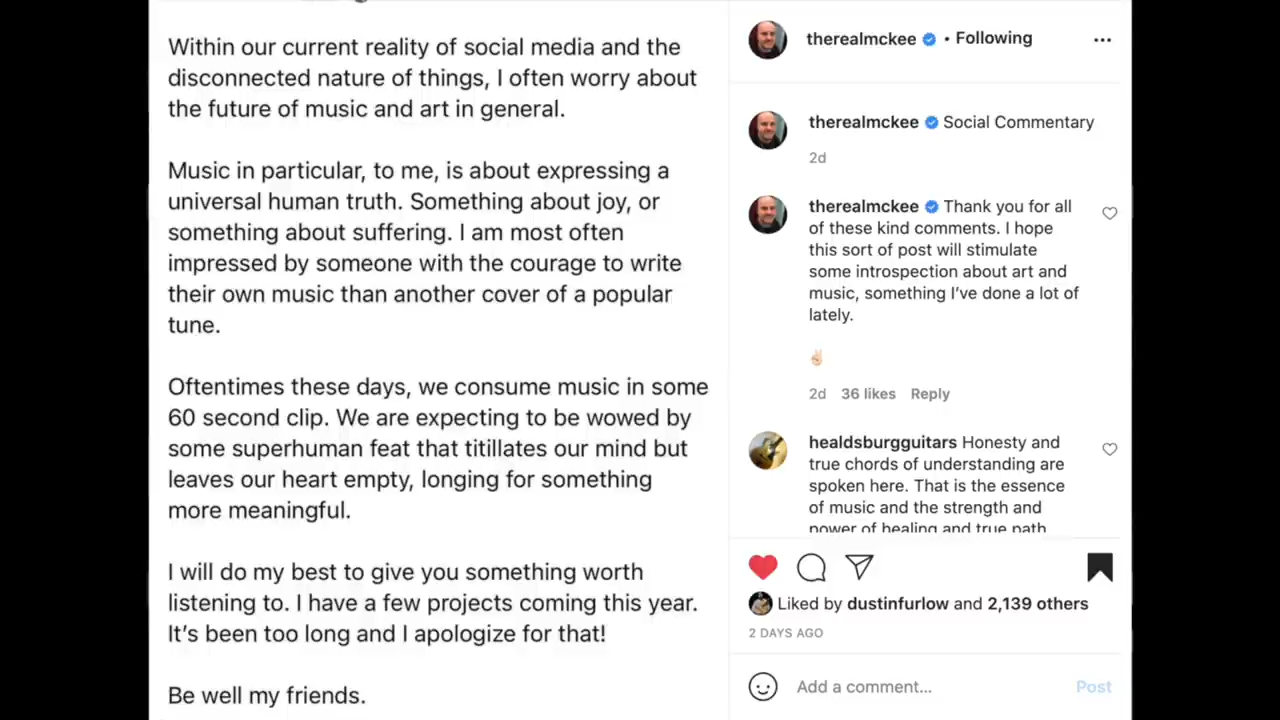 Within our current reality of social media and the
disconnected nature of things, I often worry about
the future of music and art in general.
Music in particular, to me, is about expressing a
universal human truth. Something about joy, or
something about suffering. I am most often
impressed by someone with the courage to write
their own music than another cover of a popular
tune.
Oftentimes these days, we consume music in some
60 second clip. We are expecting to be wowed by
some superhuman feat that titillates our mind but
leaves our heart empty, longing for something
more meaningful.
I will do my best to give you something worth
listening to. I have a few projects coming this year.
It's been too long and I apologize for that!
Be well my friends.
therealmckee • Following
therealmckee Social Commentary
2d
therealmckee Thank you for all
of these kind comments. I hope
this sort of post will stimulate
some introspection about art and
music, something I've done a lot of
lately.
✌🏻
2d 36 likes Reply
healdsburgguitars Honesty and
true chords of understanding are
spoken here. That is the essence
of music and the strength and
power of healing and true path
Liked by dustinfurlow and 2,139 others
2 DAYS AGO
Add a comment...
Post